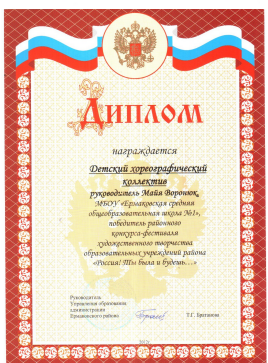 Диплом
награждается
Детский хореографический
коллектив
руководитель Майя Воронюк,
МБОУ «Ермаковская средняя
общеобразовательная школа №1»,
победитель районного
конкурса-фестиваля
художественного творчества
образовательных учреждений района
«Россия! Ты была и будешь…»
Руководитель
Управления образования
администрации
Ермаковского района
Т.Г. Братанова